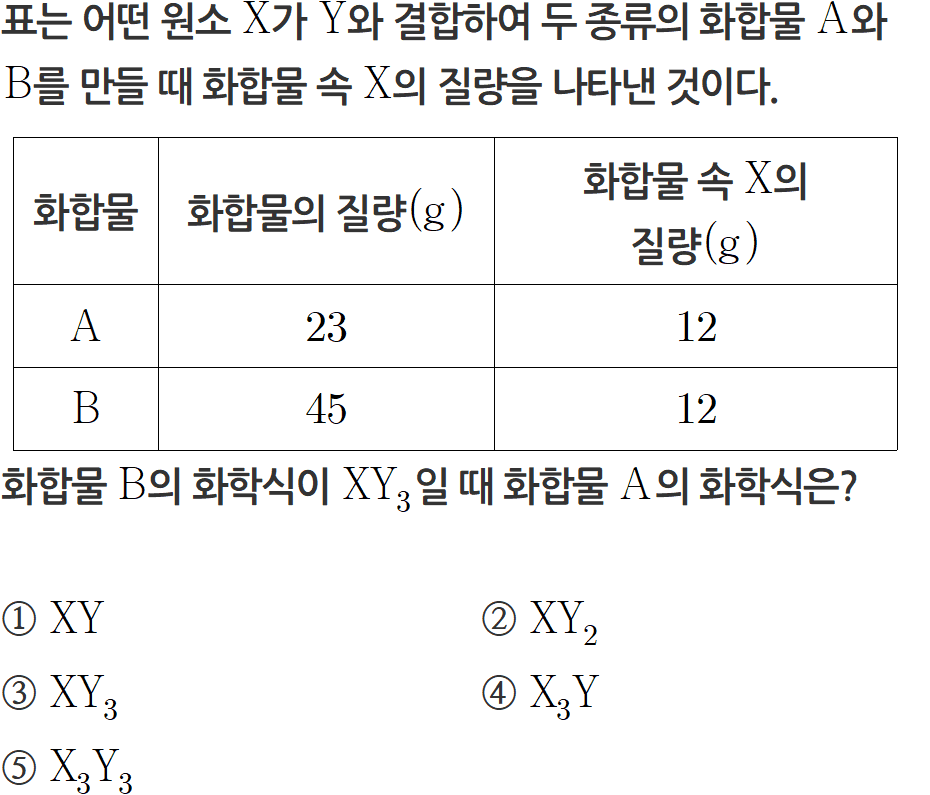 표는 어떤 원소 X가 Y와 결합하여 두 종류의 화합물 A와
B를 만들 때 화합물 속 X의 질량을 나타낸 것이다.
화합물 화합물의 질량(g) 화합물 속 X의
질량(g)
A 23 12
B 45 12
화합물 B의 화학식이 XY₃일 때 화합물 A의 화학식은?
① XY ② XY₂
③ XY₃ ④ X₃Y
⑤ X₃Y₃